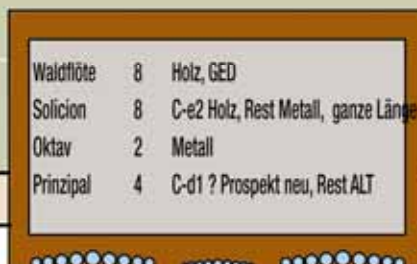 Waldflöte 8 Holz, GED
Solicion 8 C-e2 Holz, Rest Metall, ganze Länge
Oktav 2 Metall
Prinzipal 4 C-d1 ? Prospekt neu, Rest ALT